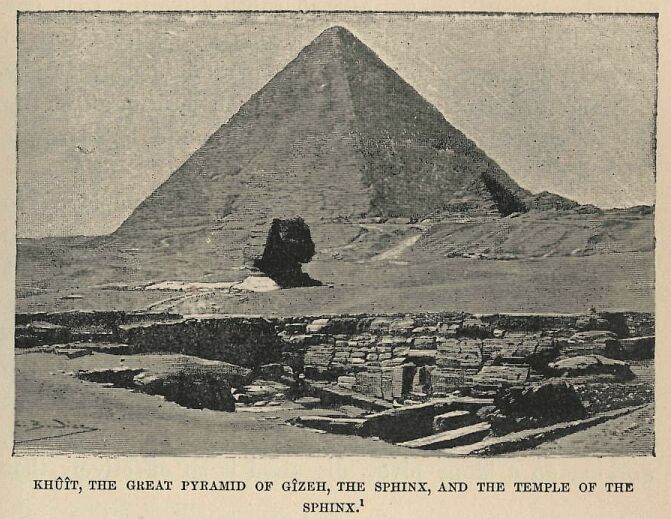 KHÛÎT, THE GREAT PYRAMID OF GÎZEH, THE SPHINX, AND THE TEMPLE OF THE
SPHINX.¹